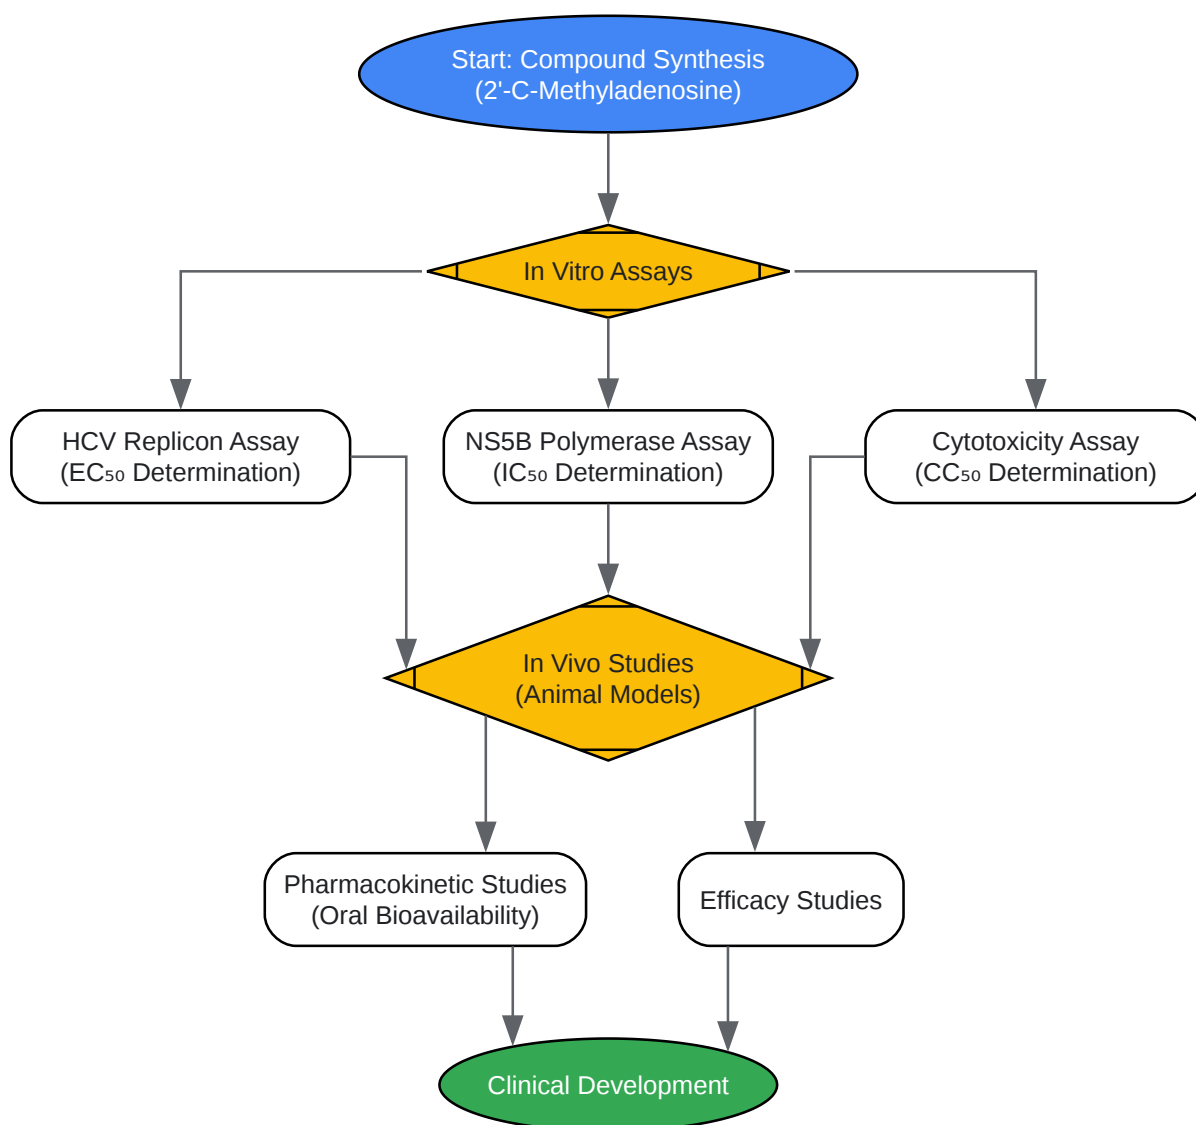 Start: Compound Synthesis
(2'-C-Methyladenosine)
In Vitro Assays
HCV Replicon Assay
(EC₅₀ Determination)
NS5B Polymerase Assay
(IC₅₀ Determination)
Cytotoxicity Assay
(CC₅₀ Determination)
In Vivo Studies
(Animal Models)
Pharmacokinetic Studies
(Oral Bioavailability)
Efficacy Studies
Clinical Development